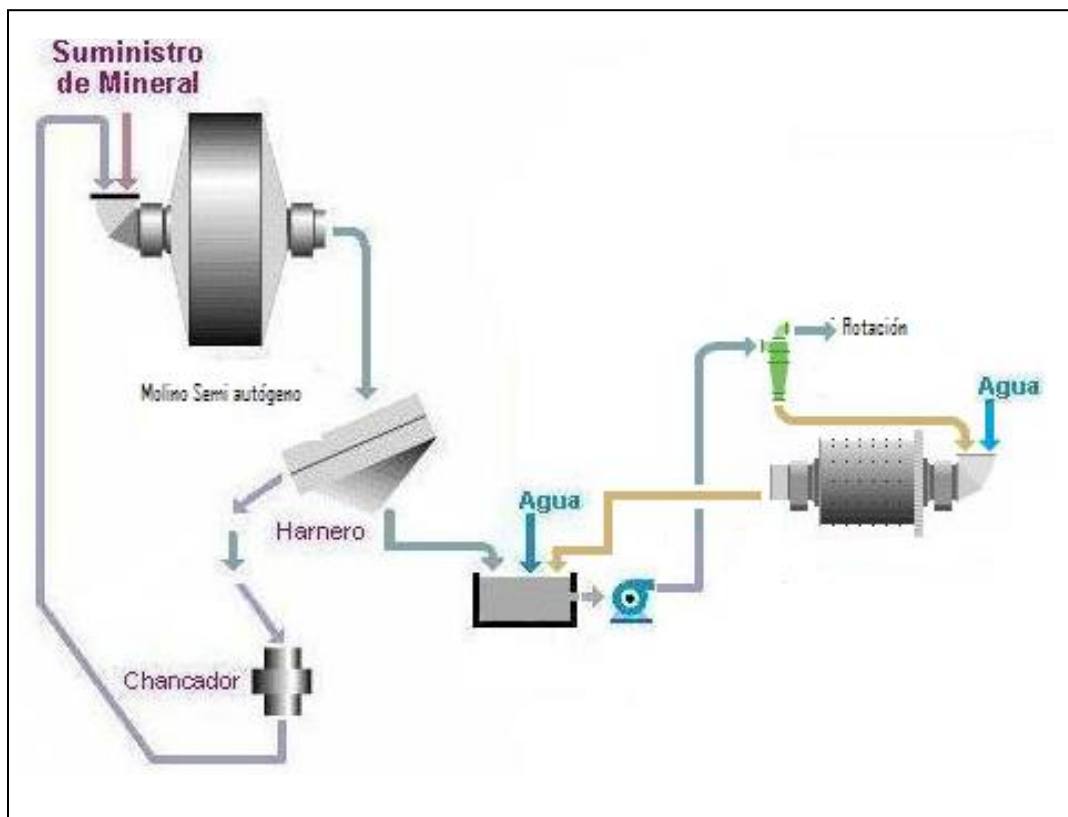 Suministro
de Mineral
Molino Semi autógeno
Rotación
Agua
Agua
Harnero
Chancador